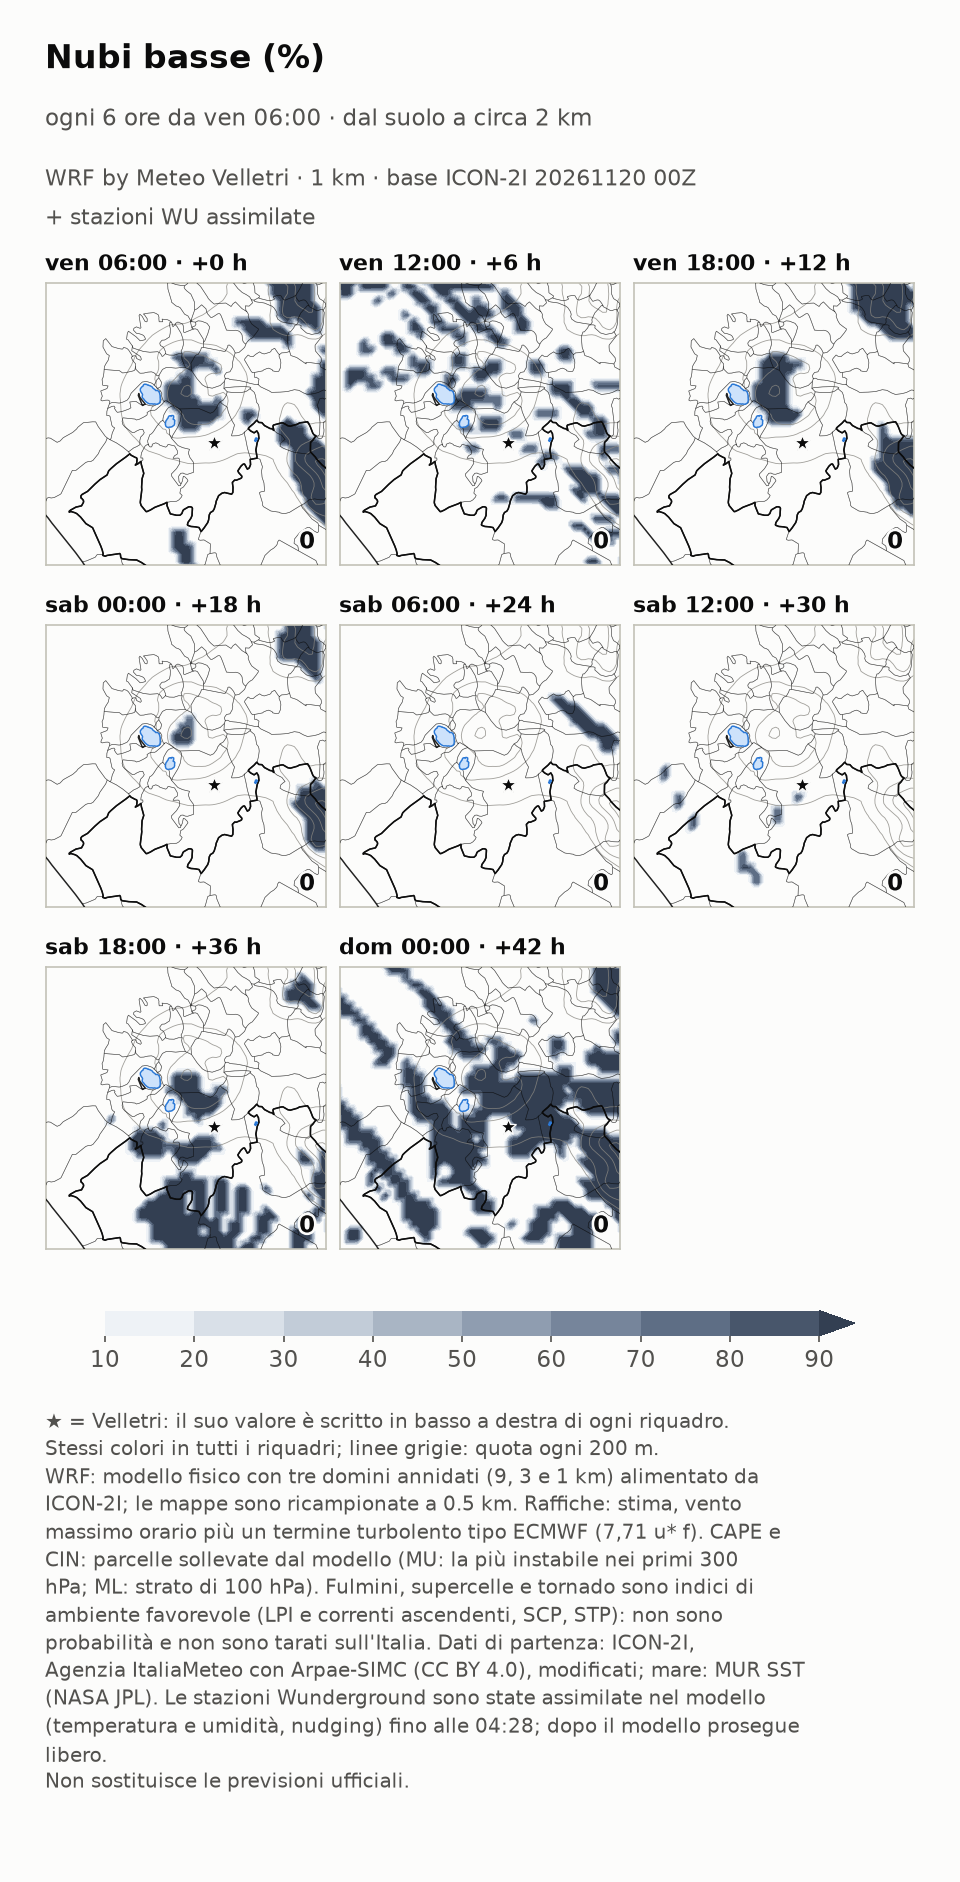 Nubi basse (%)
ogni 6 ore da ven 06:00 · dal suolo a circa 2 km
WRF by Meteo Velletri · 1 km · base ICON-2I 20261120 00Z
+ stazioni WU assimilate
ven 06:00 · +0 h
0
ven 12:00 · +6 h
0
ven 18:00 · +12 h
0
sab 00:00 · +18 h
0
sab 06:00 · +24 h
0
sab 12:00 · +30 h
0
sab 18:00 · +36 h
0
dom 00:00 · +42 h
0
10 20 30 40 50 60 70 80 90
★ = Velletri: il suo valore è scritto in basso a destra di ogni riquadro.
Stessi colori in tutti i riquadri; linee grigie: quota ogni 200 m.
WRF: modello fisico con tre domini annidati (9, 3 e 1 km) alimentato da
ICON-2I; le mappe sono ricampionate a 0.5 km. Raffiche: stima, vento
massimo orario più un termine turbolento tipo ECMWF (7,71 u* f). CAPE e
CIN: parcelle sollevate dal modello (MU: la più instabile nei primi 300
hPa; ML: strato di 100 hPa). Fulmini, supercelle e tornado sono indici di
ambiente favorevole (LPI e correnti ascendenti, SCP, STP): non sono
probabilità e non sono tarati sull'Italia. Dati di partenza: ICON-2I,
Agenzia ItaliaMeteo con Arpae-SIMC (CC BY 4.0), modificati; mare: MUR SST
(NASA JPL). Le stazioni Wunderground sono state assimilate nel modello
(temperatura e umidità, nudging) fino alle 04:28; dopo il modello prosegue
libero.
Non sostituisce le previsioni ufficiali.